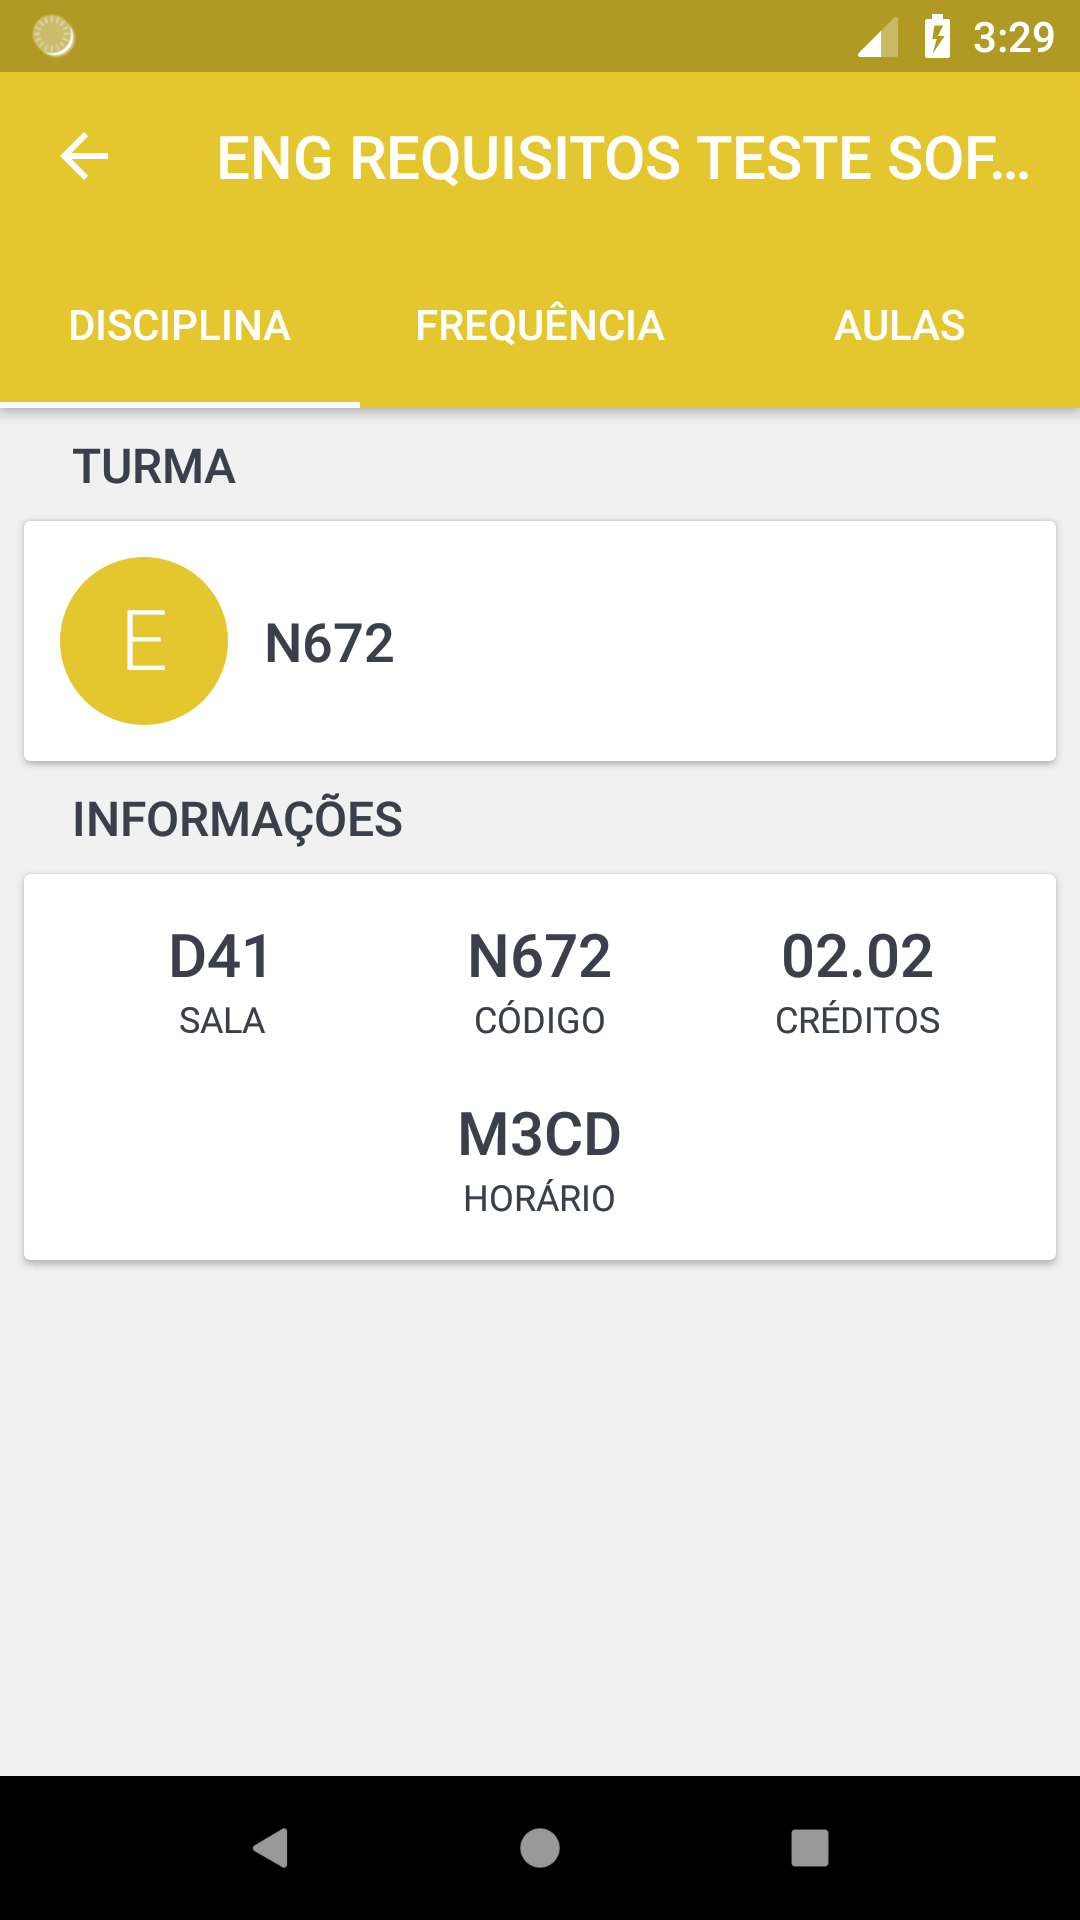 3:29
ENG REQUISITOS TESTE SOF...
DISCIPLINA FREQUÊNCIA AULAS
TURMA
E N672
INFORMAÇÕES
D41 N672 02.02
SALA CÓDIGO CRÉDITOS
M3CD
HORÁRIO